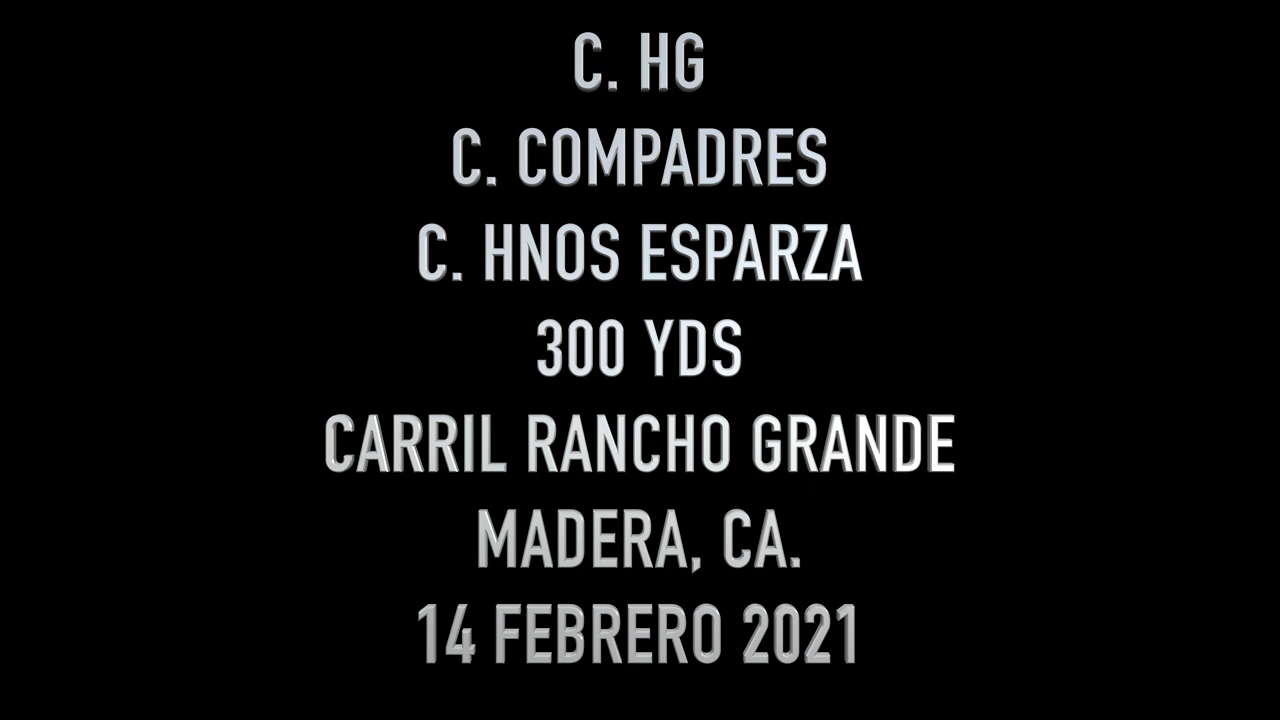 C. HG
C. COMPADRES
C. HNOS ESPARZA
300 YDS
CARRIL RANCHO GRANDE
MADERA, CA.
14 FEBRERO 2021